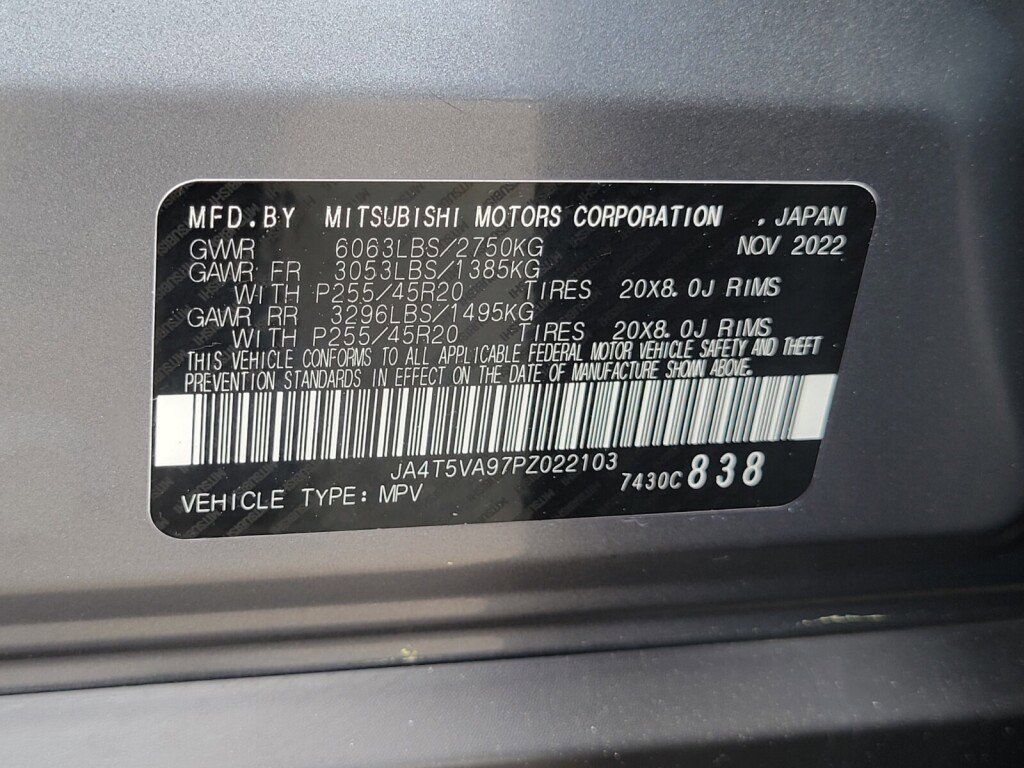 MFD. BY MITSUBISHI MOTORS CORPORATION , JAPAN
GVWR 6063LBS/2750KG NOV 2022
GAWR FR 3053LBS/1385KG
WITH P255/45R20 TIRES 20X8.0J RIMS
GAWR RR 3296LBS/1495KG
WITH P255/45R20 TIRES 20X8.0J RIMS
THIS VEHICLE CONFORMS TO ALL APPLICABLE FEDERAL MOTOR VEHICLE SAFETY AND THEFT
PREVENTION STANDARDS IN EFFECT ON THE DATE OF MANUFACTURE SHOWN ABOVE.
JA4T5VA97PZ022103
VEHICLE TYPE: MPV 7430C 838